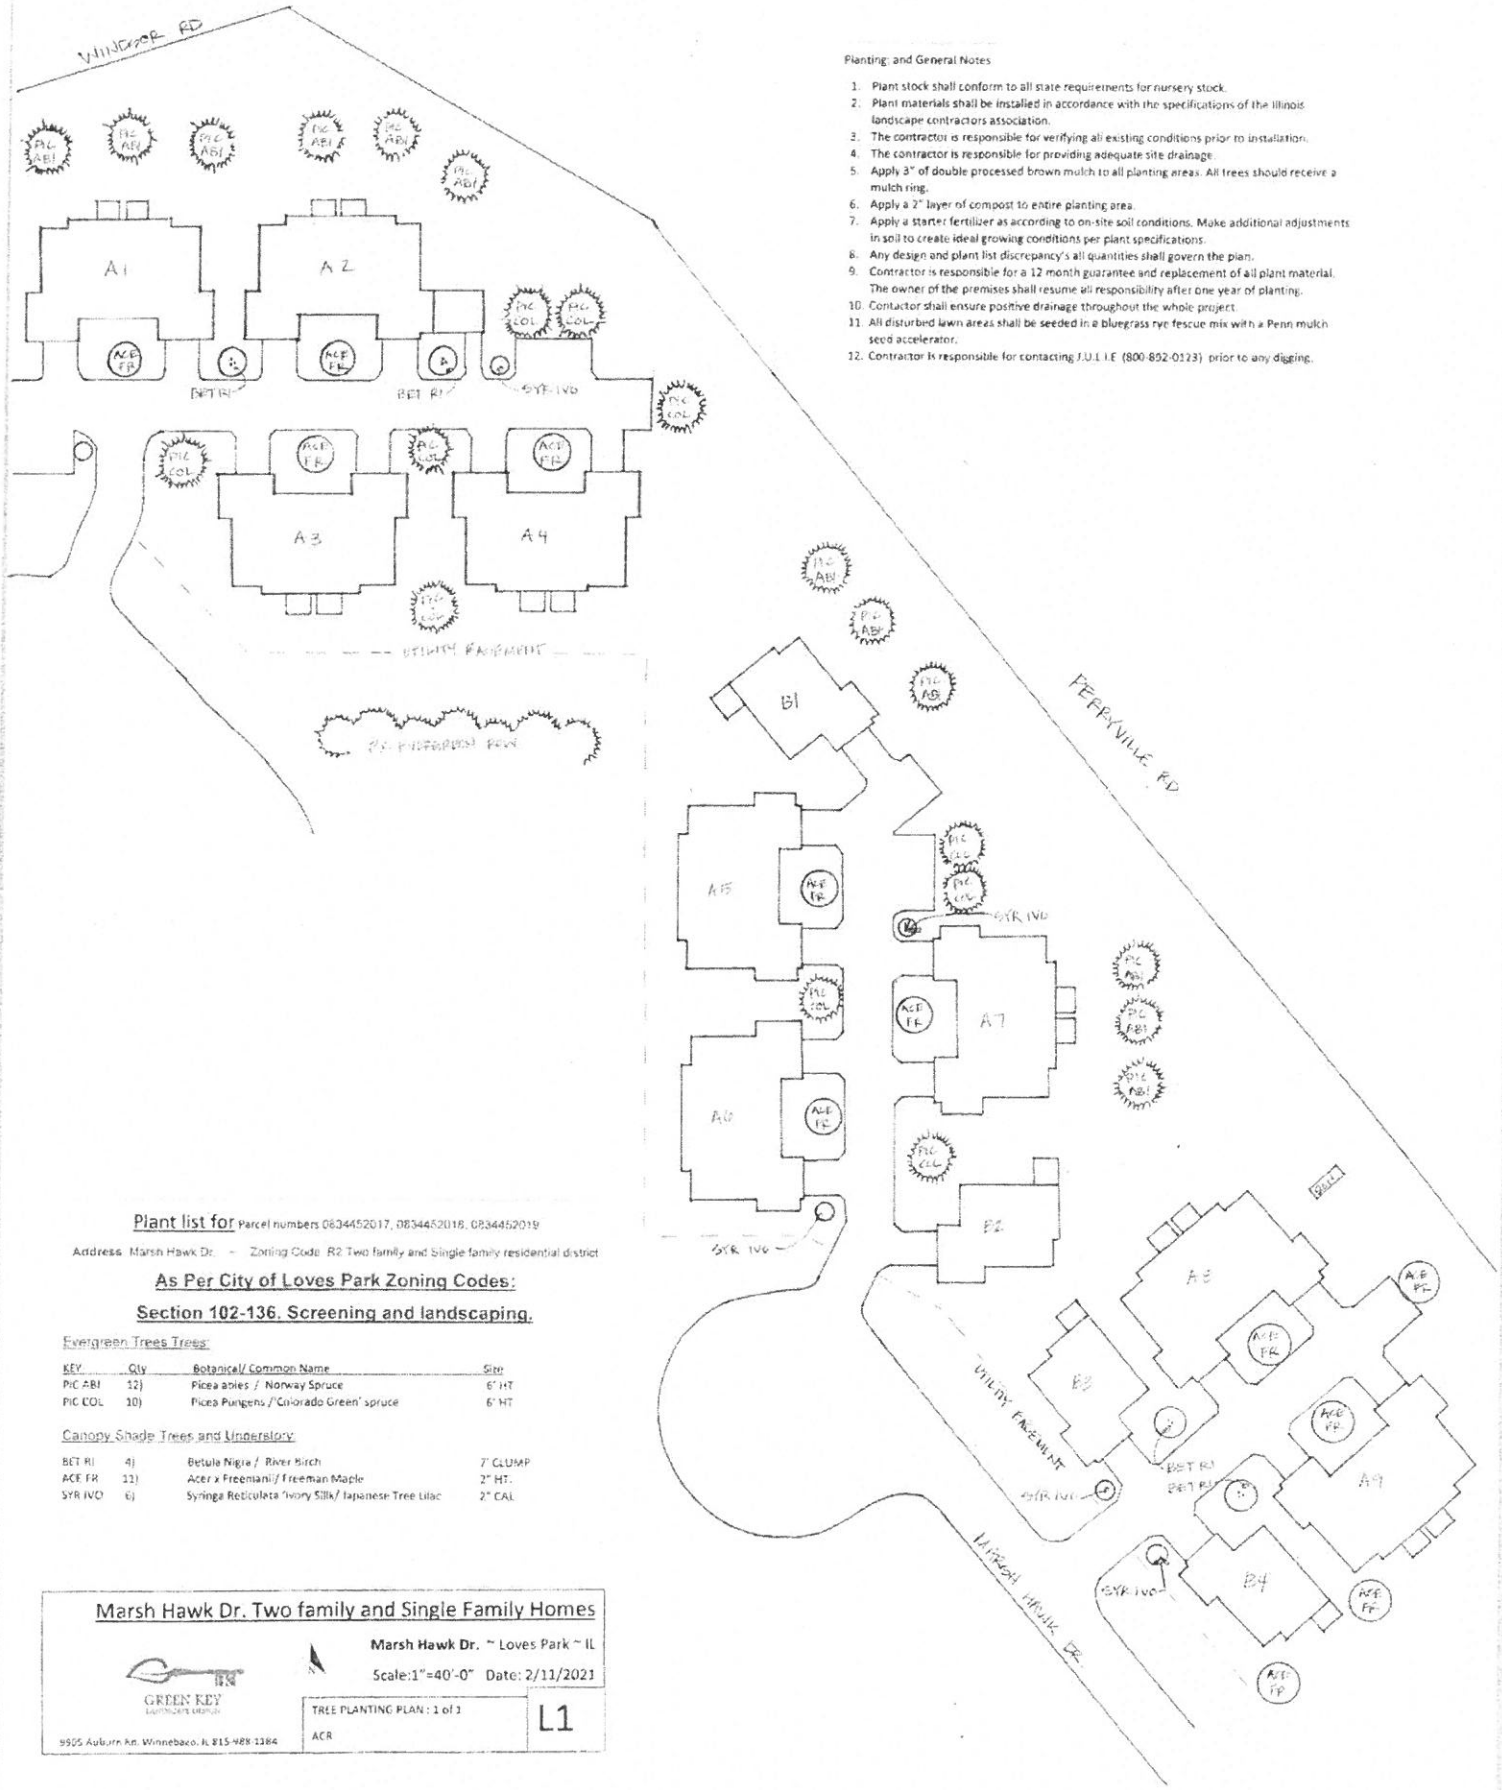 WINDSOR RD
Planting: and General Notes
1. Plant stock shall conform to all state requirements for nursery stock.
2. Plant materials shall be installed in accordance with the specifications of the Illinois
landscape contractors association.
3. The contractor is responsible for verifying all existing conditions prior to installation.
4. The contractor is responsible for providing adequate site drainage.
5. Apply 3" of double processed brown mulch to all planting areas. All trees should receive a
mulch ring.
6. Apply a 2" layer of compost to entire planting area.
7. Apply a starter fertilizer as according to on-site soil conditions. Make additional adjustments
in soil to create ideal growing conditions per plant specifications.
8. Any design and plant list discrepancy's all quantities shall govern the plan.
9. Contractor is responsible for a 12 month guarantee and replacement of all plant material.
The owner of the premises shall resume all responsibility after one year of planting.
10. Contactor shall ensure positive drainage throughout the whole project.
11. All disturbed lawn areas shall be seeded in a bluegrass rye fescue mix with a Penn mulch
seed accelerator.
12. Contractor is responsible for contacting J.U.L.I.E (800-892-0123) prior to any digging.
PIC
ABI
PIC
ABI
PIC
ABI
PIC
ABI
PIC
ABI
PIC
ABI
A1
A2
PIC
COL
PIC
COL
ACE
FR
ACE
FR
BET RI
BET RI
SYR IVO
PIC
COL
PIC
COL
ACE
FR
PIC
COL
ACE
FR
A3
A4
PIC
COL
UTILITY EASEMENT
EVERGREEN ROW
PIC
ABI
PIC
ABI
PIC
ABI
B1
PERRYVILLE RD
PIC
COL
PIC
COL
A5
ACE
FR
SYR IVO
PIC
COL
ACE
FR
A7
PIC
ABI
PIC
ABI
PIC
ABI
A6
ACE
FR
PIC
COL
B2
SYR IVO
A8
ACE
FR
ACE
FR
B3
UTILITY EASEMENT
ACE
FR
BET RI
BET RI
A9
SYR IVO
SYR IVO
B4
ACE
FR
ACE
FR
MARSH HAWK DR.
Plant list for Parcel numbers 0834452017, 0834452018, 0834452019
Address Marsh Hawk Dr. ~ Zoning Code R2 Two family and Single family residential district
As Per City of Loves Park Zoning Codes:
Section 102-136. Screening and landscaping.
Evergreen Trees Trees:
KEY Qty Botanical/ Common Name Size
PIC ABI 12) Picea abies / Norway Spruce 6' HT
PIC COL 10) Picea Pungens /'Colorado Green' spruce 6' HT
Canopy Shade Trees and Understory
BET RI 4) Betula Nigra / River Birch 7' CLUMP
ACE FR 11) Acer x Freemanii/ Freeman Maple 2" HT.
SYR IVO 6) Syringa Reticulata 'Ivory Silk/ Japanese Tree Lilac 2" CAL
Marsh Hawk Dr. Two family and Single Family Homes
Marsh Hawk Dr. ~ Loves Park ~ IL
Scale:1"=40'-0" Date: 2/11/2021
N
GREEN KEY
LANDSCAPE DESIGN
TREE PLANTING PLAN : 1 of 1
ACR
L1
9905 Auburn Rd. Winnebago, IL 815-988-1184